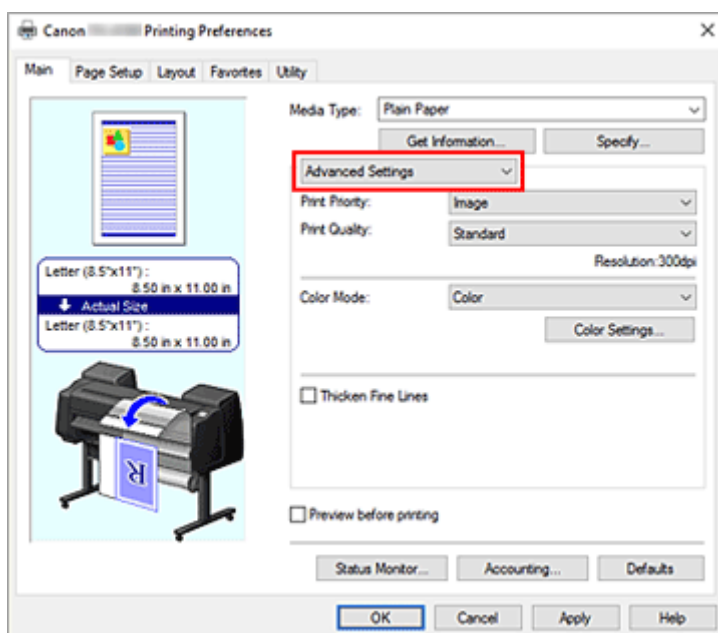 Canon Printing Preferences
Main Page Setup Layout Favorites Utility
Media Type: Plain Paper
Get Information... Specify...
Advanced Settings
Print Priority: Image
Print Quality: Standard
Resolution:300dpi
Letter (8.5"x11") :
8.50 in x 11.00 in
Actual Size
Letter (8.5"x11") :
8.50 in x 11.00 in
Color Mode: Color
Color Settings...
Thicken Fine Lines
R
Preview before printing
Status Monitor... Accounting... Defaults
OK Cancel Apply Help